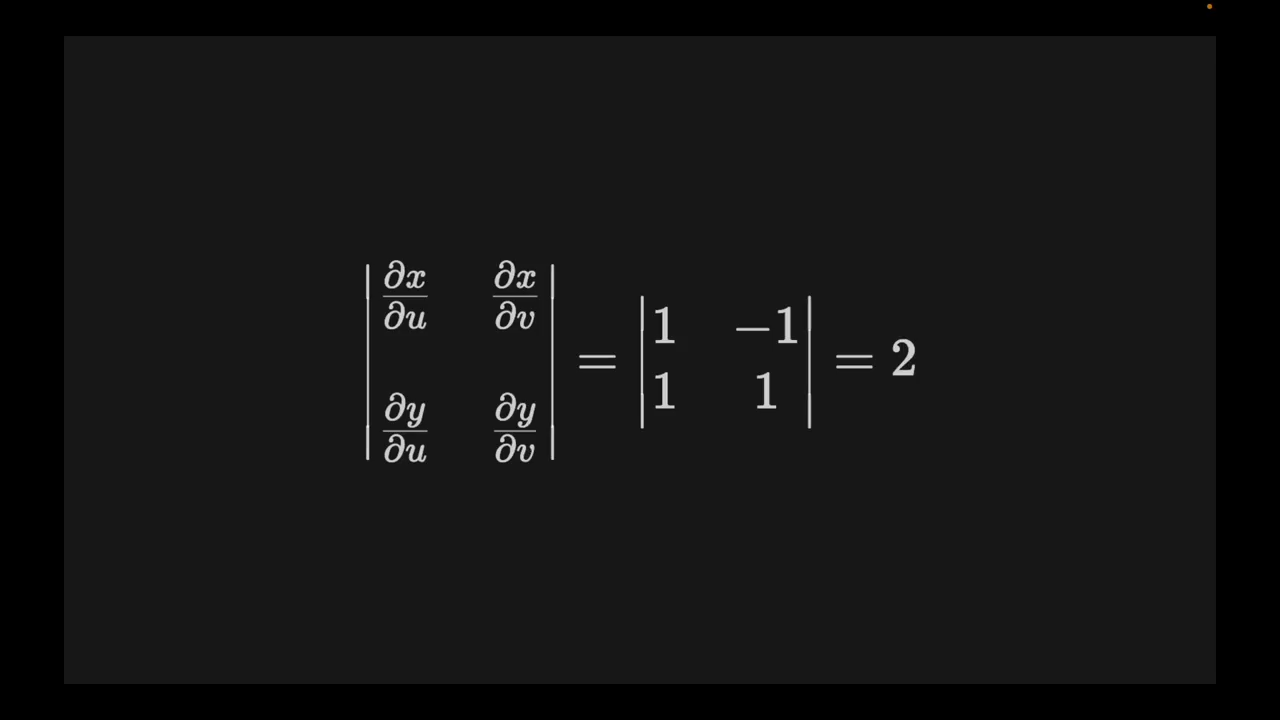 | ∂x/∂u ∂x/∂v |
| ∂y/∂u ∂y/∂v | = | 1 −1 |
| 1 1 | = 2